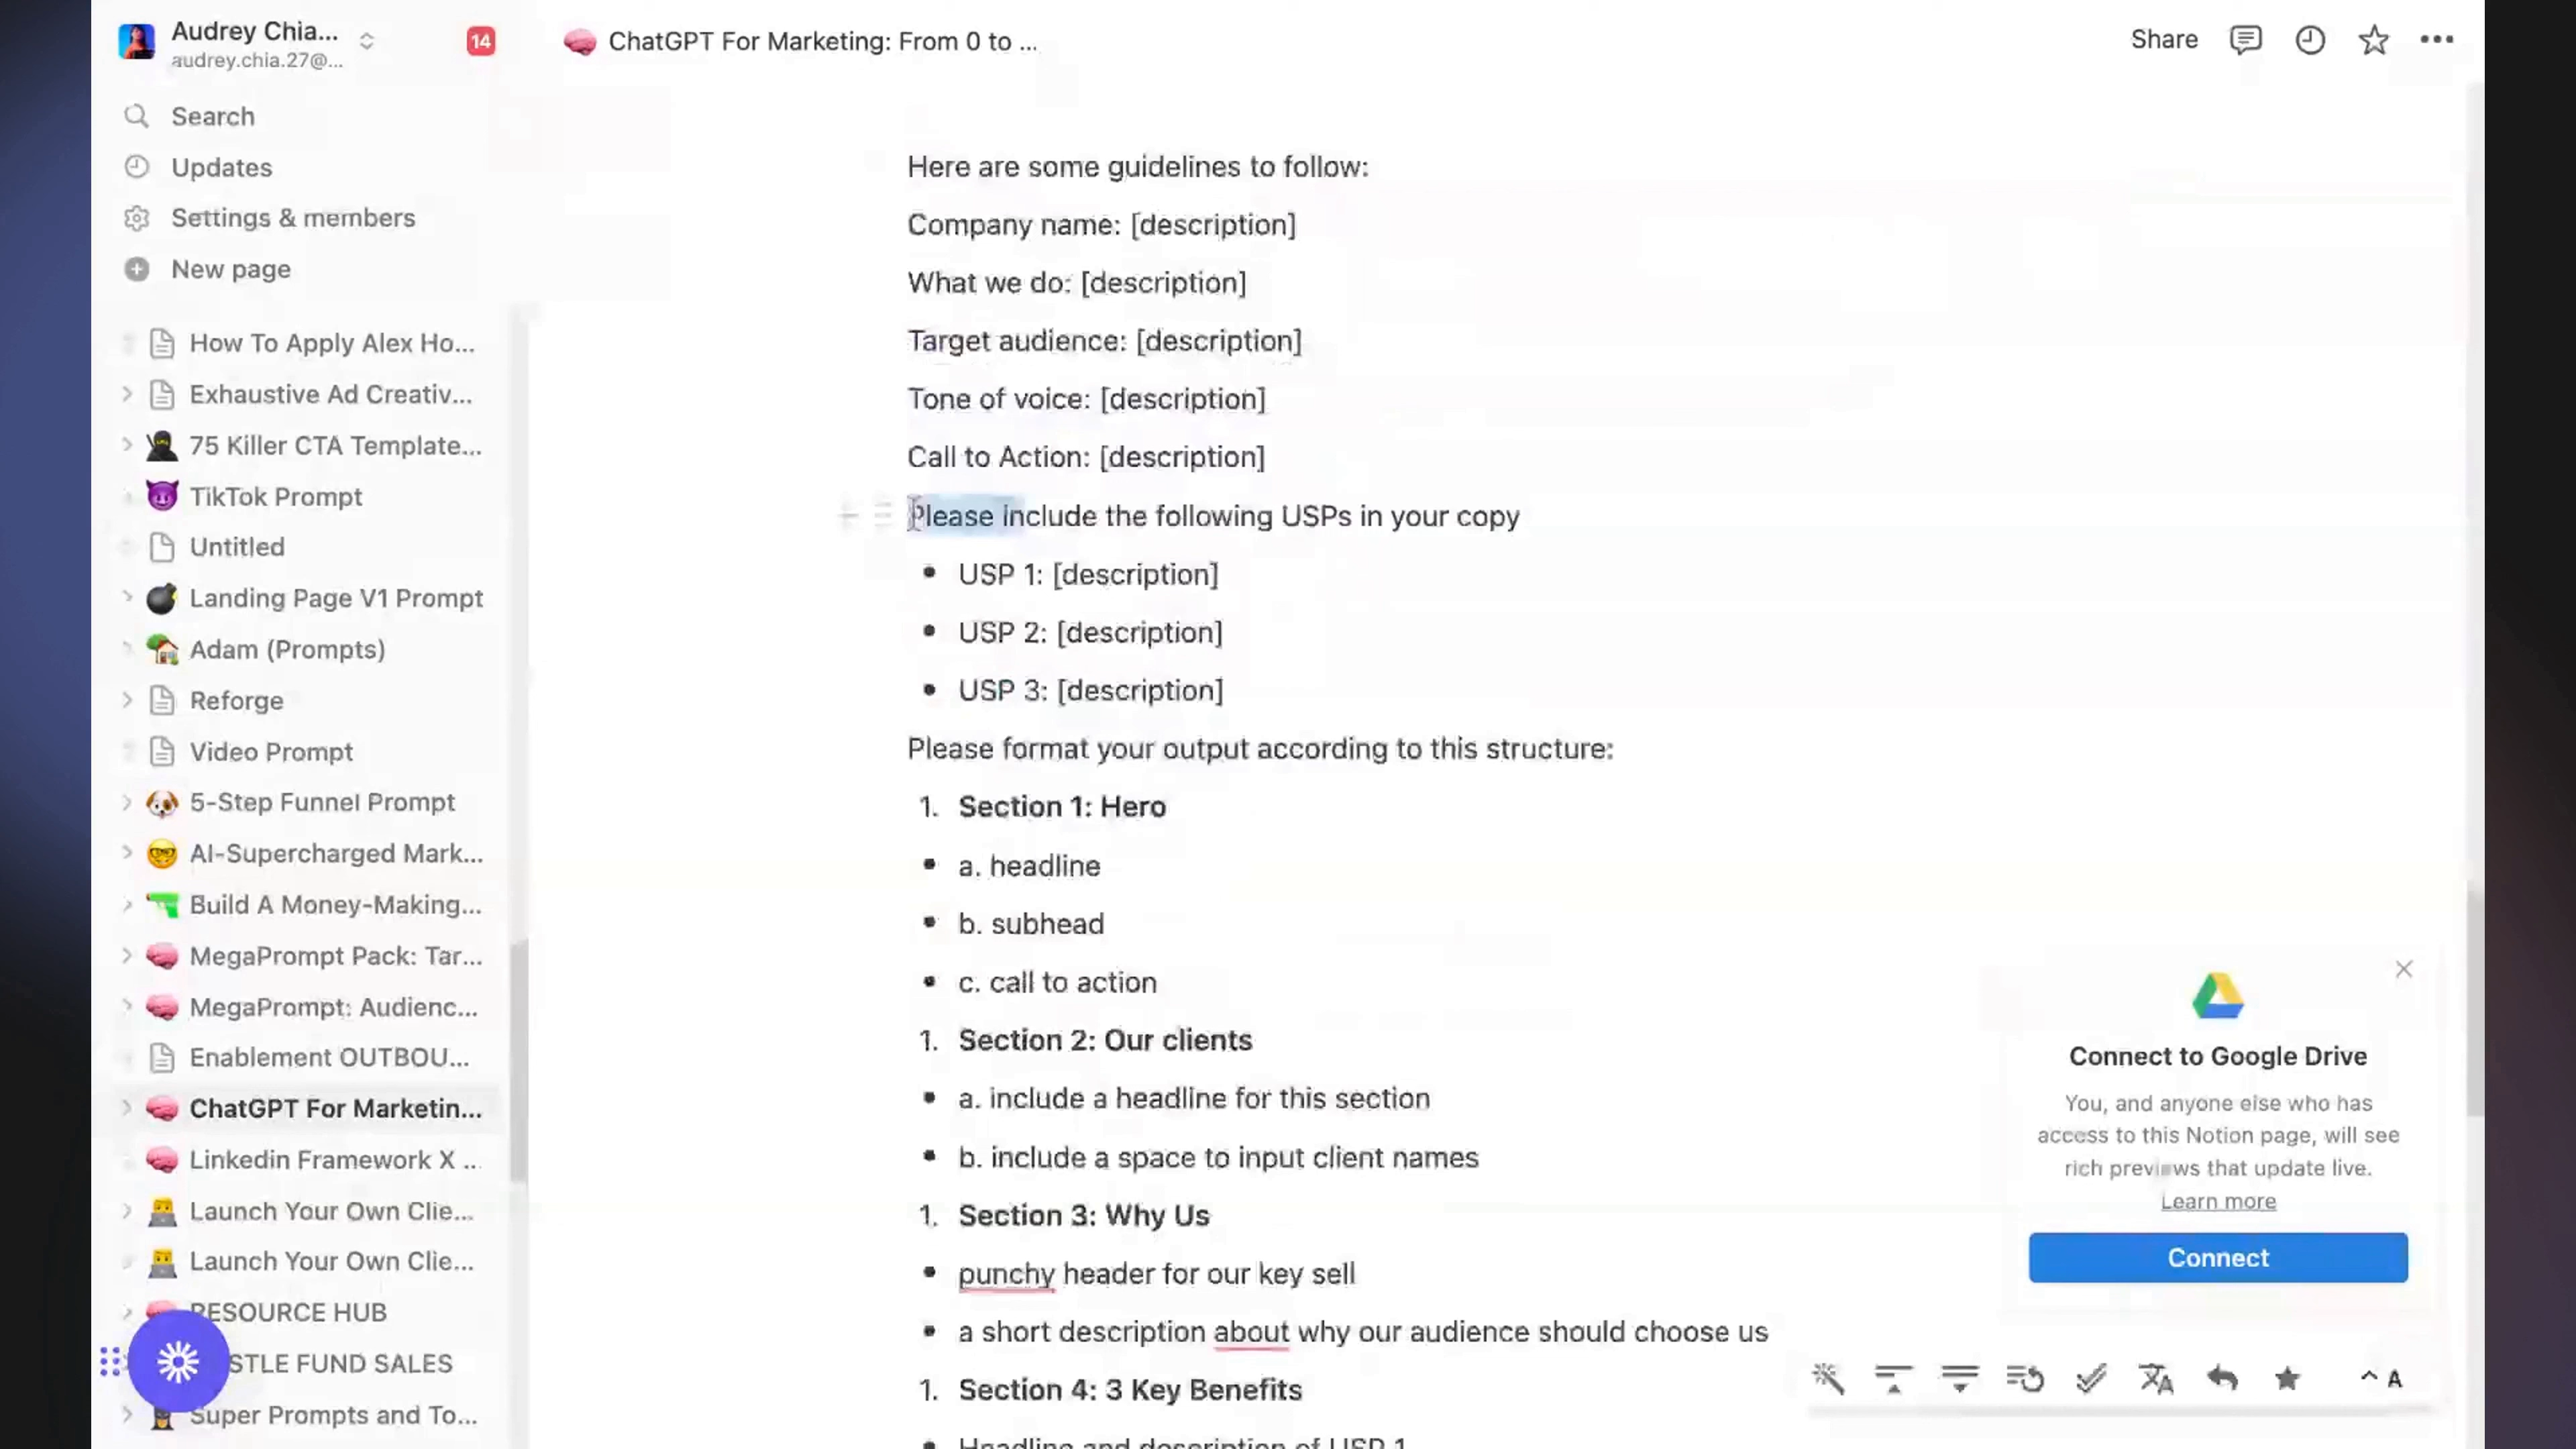 Audrey Chia...
audrey.chia.27@...
14
Search
Updates
Settings & members
New page
How To Apply Alex Ho...
Exhaustive Ad Creativ...
75 Killer CTA Template...
TikTok Prompt
Untitled
Landing Page V1 Prompt
Adam (Prompts)
Reforge
Video Prompt
5-Step Funnel Prompt
AI-Supercharged Mark...
Build A Money-Making...
MegaPrompt Pack: Tar...
MegaPrompt: Audienc...
Enablement OUTBOU...
ChatGPT For Marketin...
Linkedin Framework X ...
Launch Your Own Clie...
Launch Your Own Clie...
RESOURCE HUB
STLE FUND SALES
Super Prompts and To...
ChatGPT For Marketing: From 0 to ...
Share
Here are some guidelines to follow:
Company name: [description]
What we do: [description]
Target audience: [description]
Tone of voice: [description]
Call to Action: [description]
Please include the following USPs in your copy
• USP 1: [description]
• USP 2: [description]
• USP 3: [description]
Please format your output according to this structure:
1. Section 1: Hero
• a. headline
• b. subhead
• c. call to action
1. Section 2: Our clients
• a. include a headline for this section
• b. include a space to input client names
1. Section 3: Why Us
• punchy header for our key sell
• a short description about why our audience should choose us
1. Section 4: 3 Key Benefits
• Headline and description of USP 1
Connect to Google Drive
You, and anyone else who has
access to this Notion page, will see
rich previews that update live.
Learn more
Connect
A